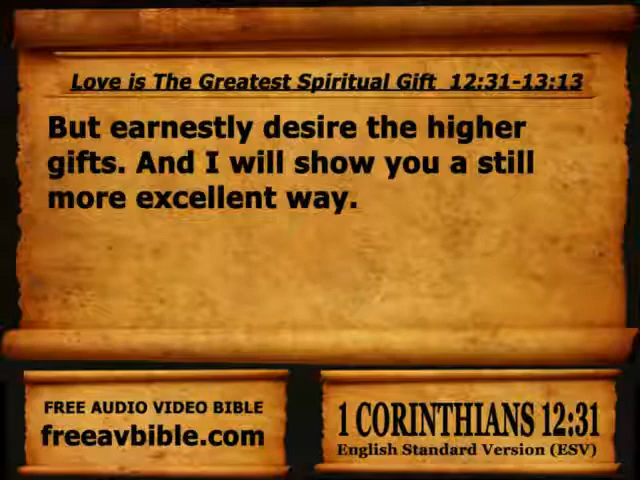 Love is The Greatest Spiritual Gift 12:31-13:13
But earnestly desire the higher
gifts. And I will show you a still
more excellent way.
FREE AUDIO VIDEO BIBLE
freeavbible.com
1 CORINTHIANS 12:31
English Standard Version (ESV)